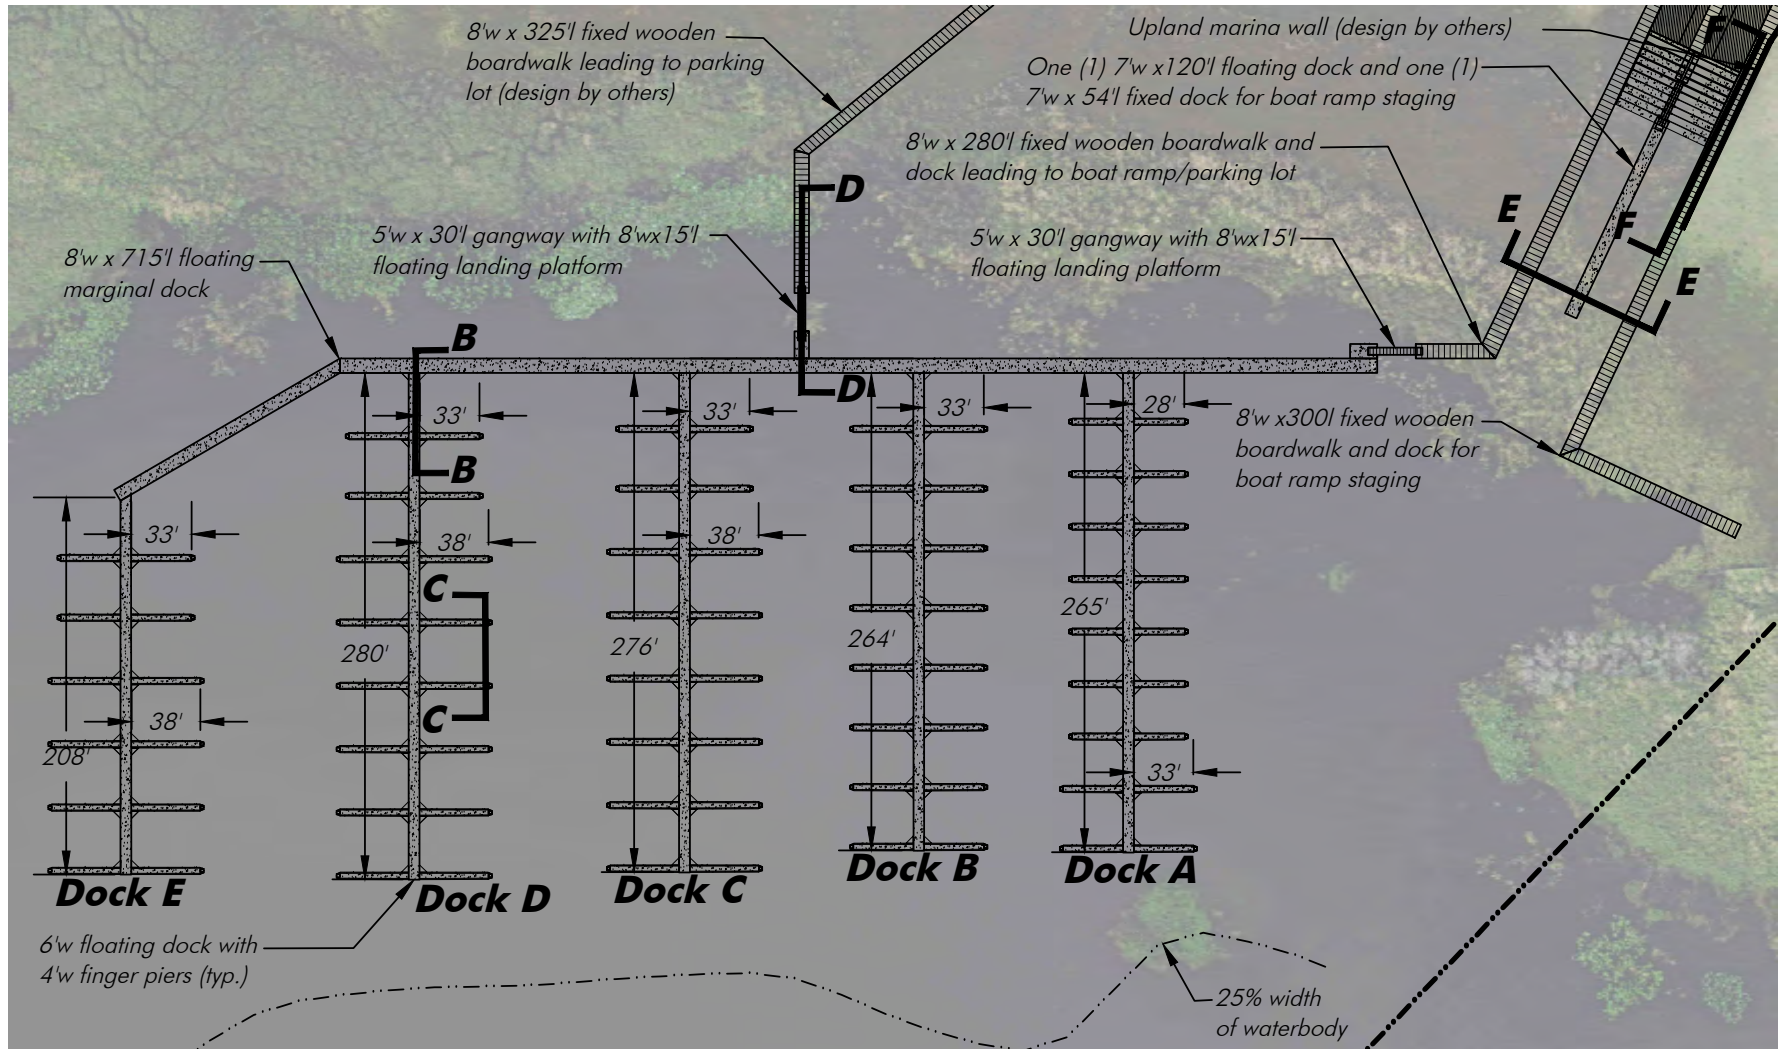 8'w x 325'l fixed wooden
boardwalk leading to parking
lot (design by others)
Upland marina wall (design by others)
One (1) 7'w x120'l floating dock and one (1)
7'w x 54'l fixed dock for boat ramp staging
8'w x 280'l fixed wooden boardwalk and
dock leading to boat ramp/parking lot
F
D
E
F
E
8'w x 715'l floating
marginal dock
5'w x 30'l gangway with 8'wx15'l
floating landing platform
5'w x 30'l gangway with 8'wx15'l
floating landing platform
B
D
33'
33'
33'
28'
8'w x300l fixed wooden
boardwalk and dock for
boat ramp staging
B
33'
38'
38'
C
280'
276'
264'
265'
C
38'
208'
33'
Dock E
Dock D
Dock C
Dock B
Dock A
6'w floating dock with
4'w finger piers (typ.)
25% width
of waterbody